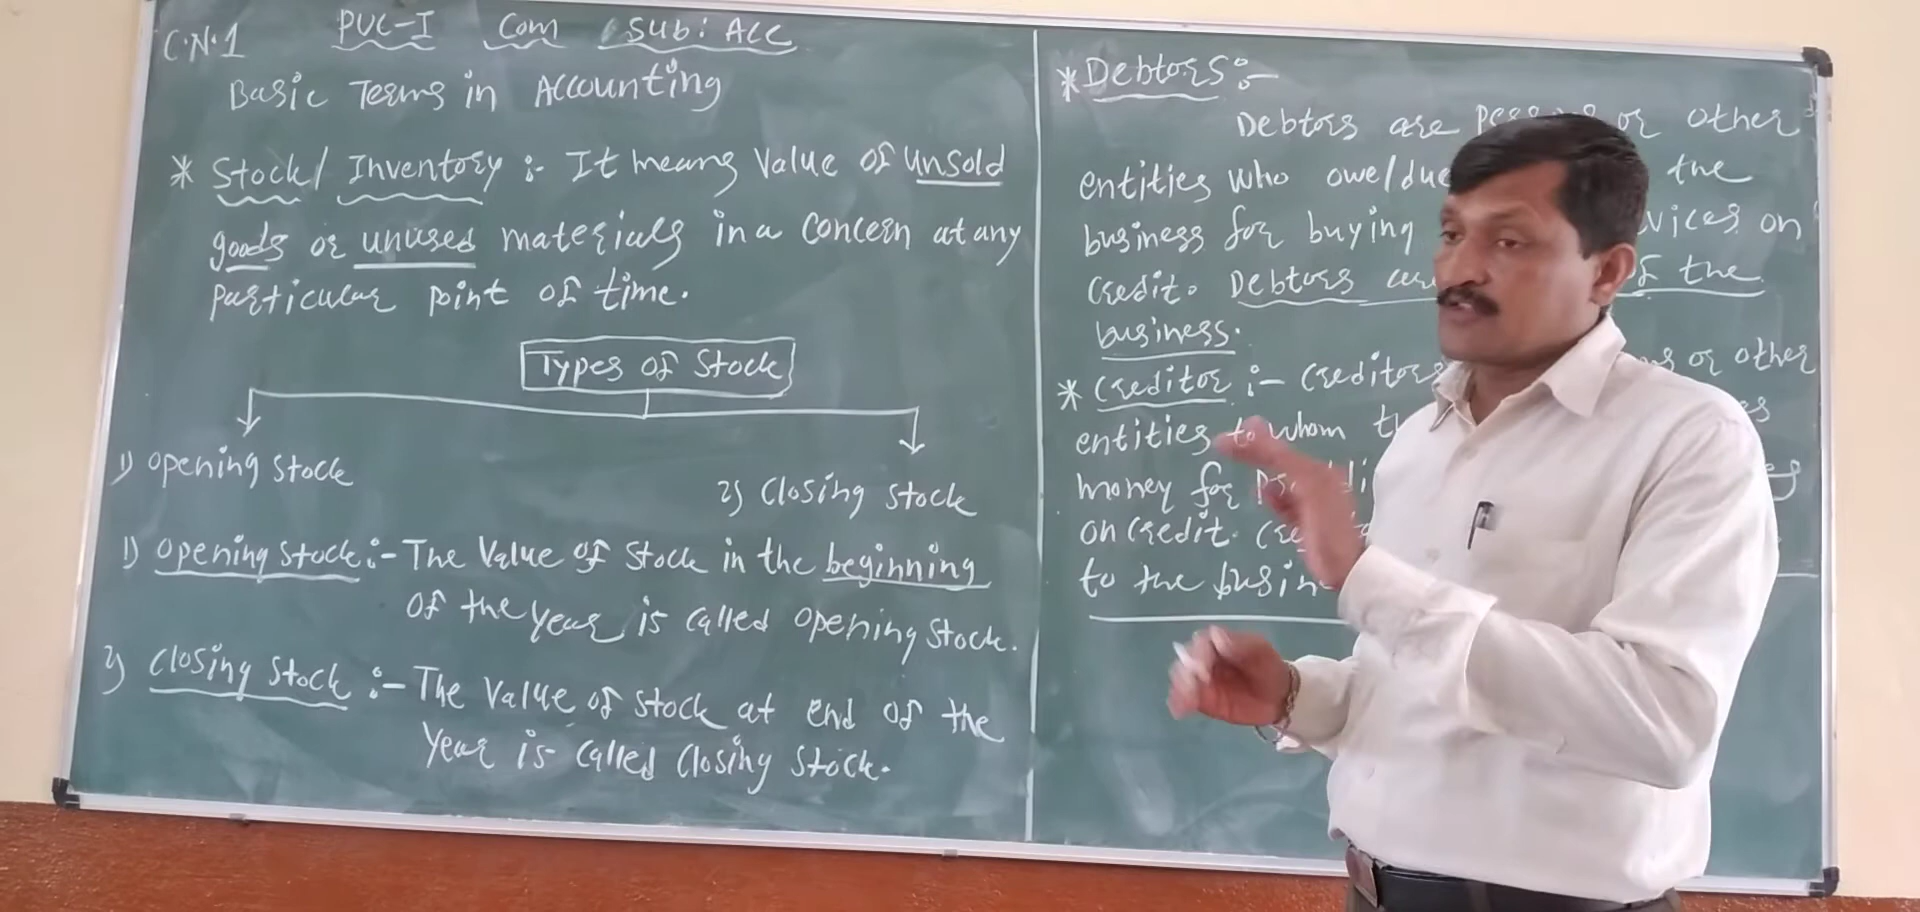 C.N.1 PUC-I Com Sub: Acc
Basic Terms in Accounting
* Stock/ Inventory :- It means Value of unsold
goods or unused materials in a concern at any
particular point of time.
Types of Stock
1) Opening Stock
2) Closing Stock
1) Opening Stock :- The Value of Stock in the beginning
of the year is called opening stock.
2) Closing Stock :- The Value of Stock at end of the
Year is called Closing Stock.
* Debtors :-
Debtors are or other
entities who owe/due the
business for buying on
credit. Debtors of the
business.
* Creditor :- Creditors or other
entities to whom
money for
on credit.
to the